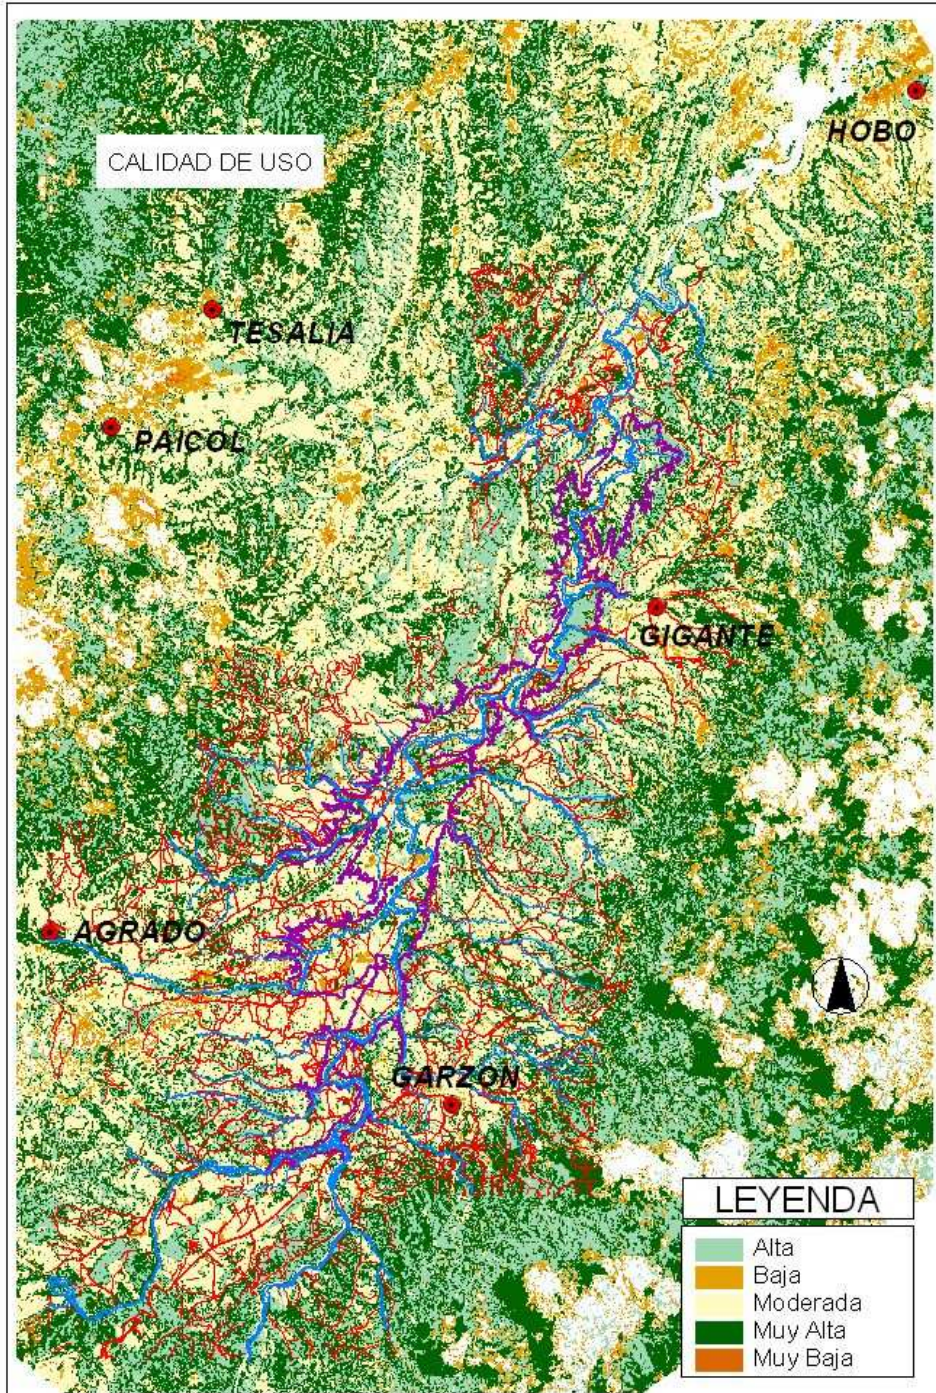 HOBO
CALIDAD DE USO
TESALIA
PAICOL
GIGANTE
AGRADO
GARZON
LEYENDA
Alta
Baja
Moderada
Muy Alta
Muy Baja